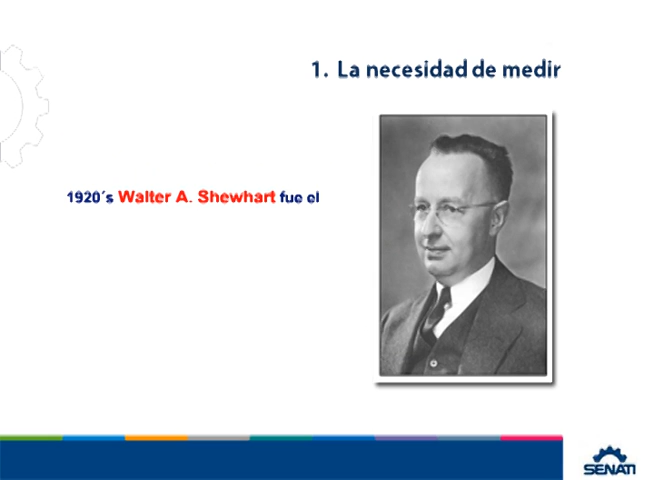 1. La necesidad de medir
1920´s Walter A. Shewhart fue el
SENATI